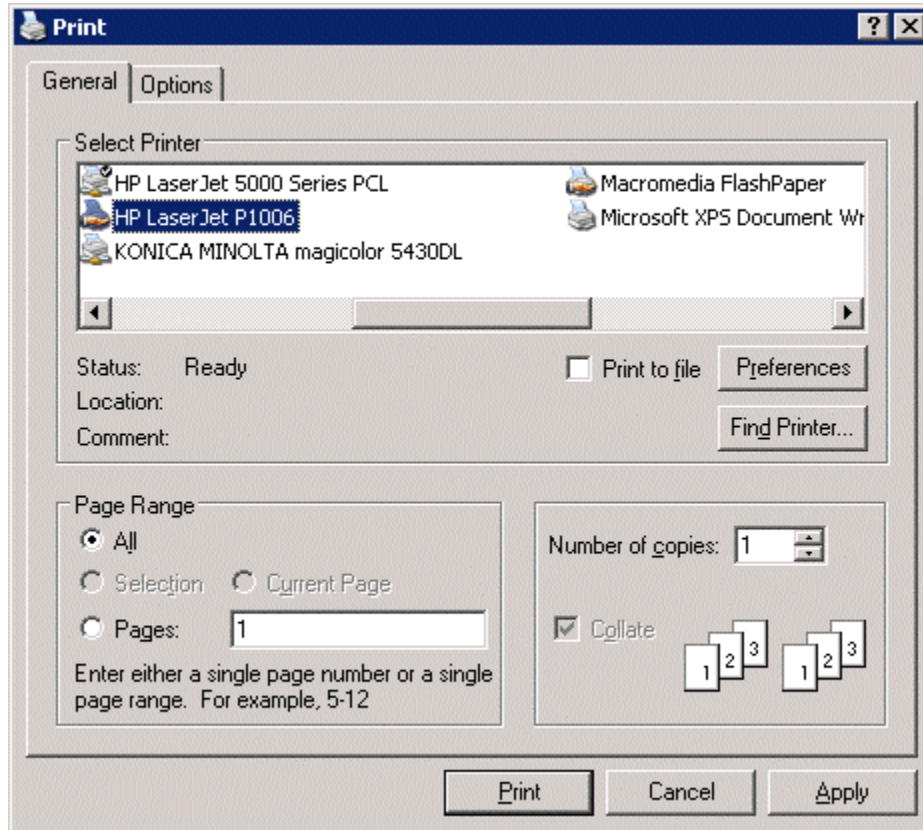 Print
General Options
Select Printer
HP LaserJet 5000 Series PCL
HP LaserJet P1006
KONICA MINOLTA magicolor 5430DL
Macromedia FlashPaper
Microsoft XPS Document Wr
Status: Ready
Print to file
Preferences
Location:
Comment:
Find Printer...
Page Range
All
Selection Current Page
Pages: 1
Enter either a single page number or a single
page range. For example, 5-12
Number of copies: 1
Collate
1 2 3 1 2 3
Print Cancel Apply